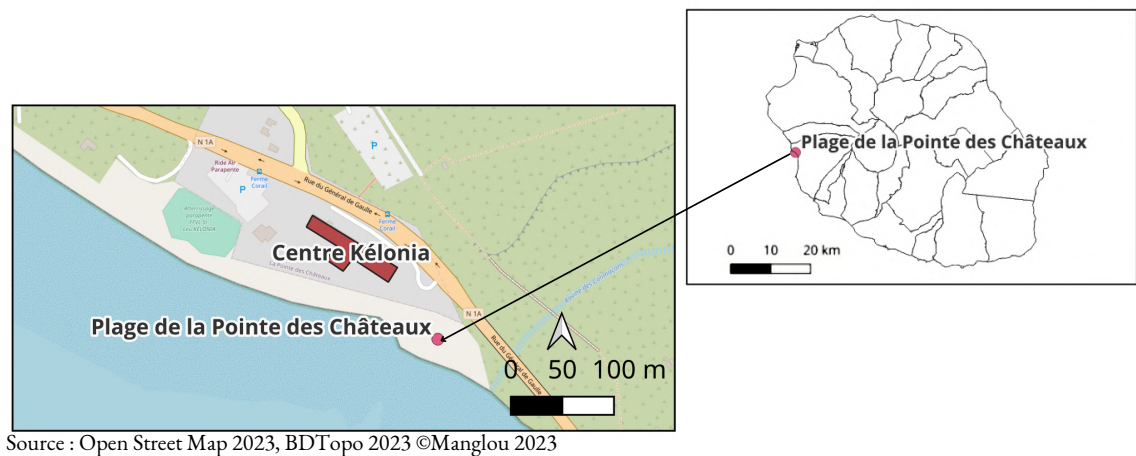 Plage de la Pointe des Châteaux
0 10 20 km
N 1A
Ride Air
Parapente
P
P
Ferme
Corail
Rue du Général de Gaulle
Ferme
Corail
Atterrissage
parapente
Centre Kélonia
La Pointe des Châteaux
Plage de la Pointe des Châteaux
N 1A
Rue du Général de Gaulle
0 50 100 m
Source : Open Street Map 2023, BDTopo 2023 ©Manglou 2023